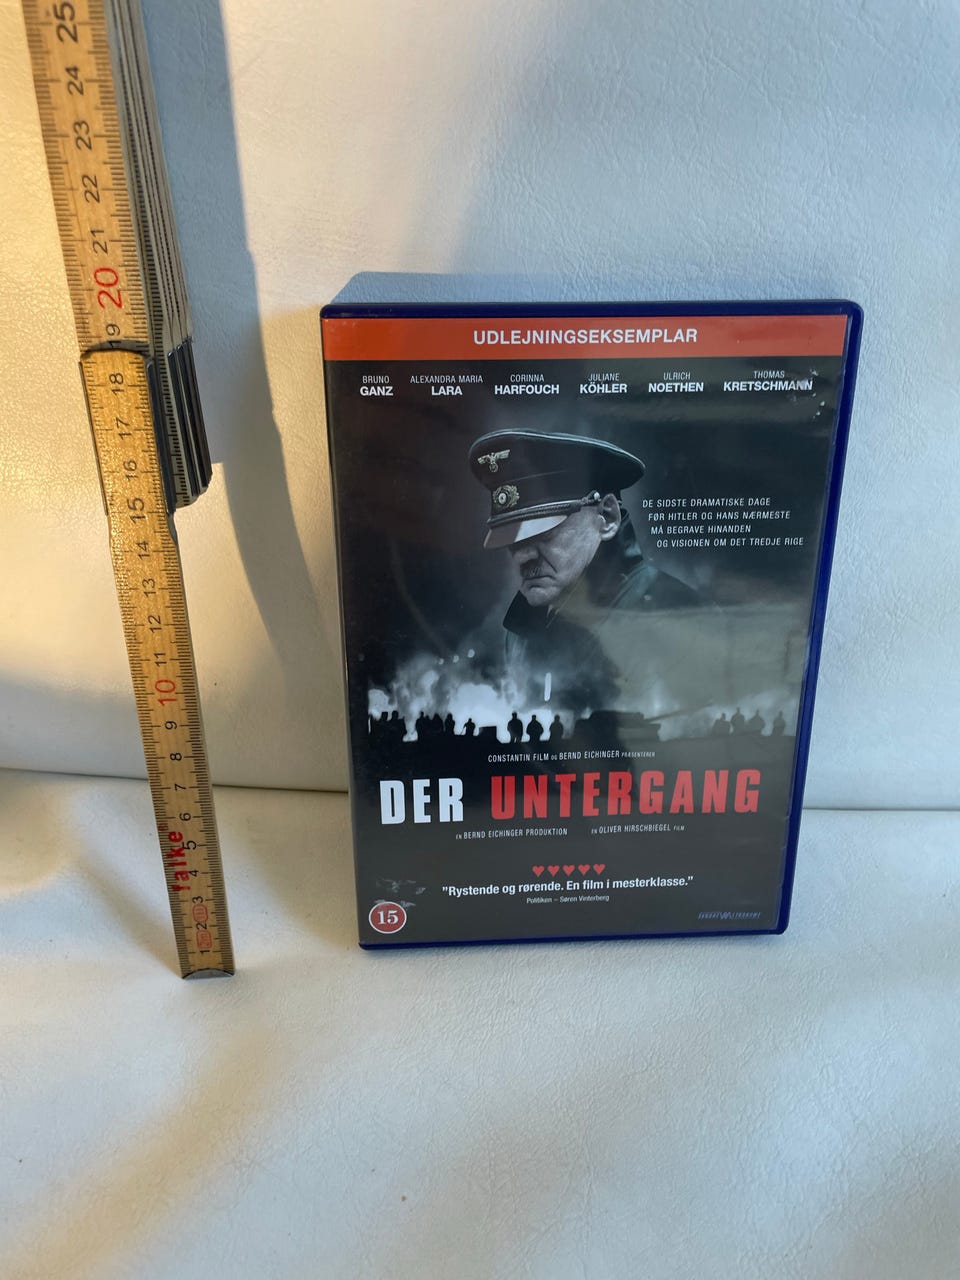 25
24
23
22
21
20
19
18
17
16
15
14
13
12
11
10
9
8
7
6
5
4
3
2
1
falke
2m
UDLEJNINGSEKSEMPLAR
BRUNO GANZ
ALEXANDRA MARIA LARA
CORINNA HARFOUCH
JULIANE KÖHLER
ULRICH NOETHEN
THOMAS KRETSCHMANN
DE SIDSTE DRAMATISKE DAGE
FØR HITLER OG HANS NÆRMESTE
MÅ BEGRAVE HINANDEN
OG VISIONEN OM DET TREDJE RIGE
CONSTANTIN FILM OG BERND EICHINGER PRÆSENTERER
DER UNTERGANG
EN BERND EICHINGER PRODUKTION EN OLIVER HIRSCHBIEGEL FILM
♥♥♥♥♥
"Rystende og rørende. En film i mesterklasse."
Politiken – Søren Vinterberg
15